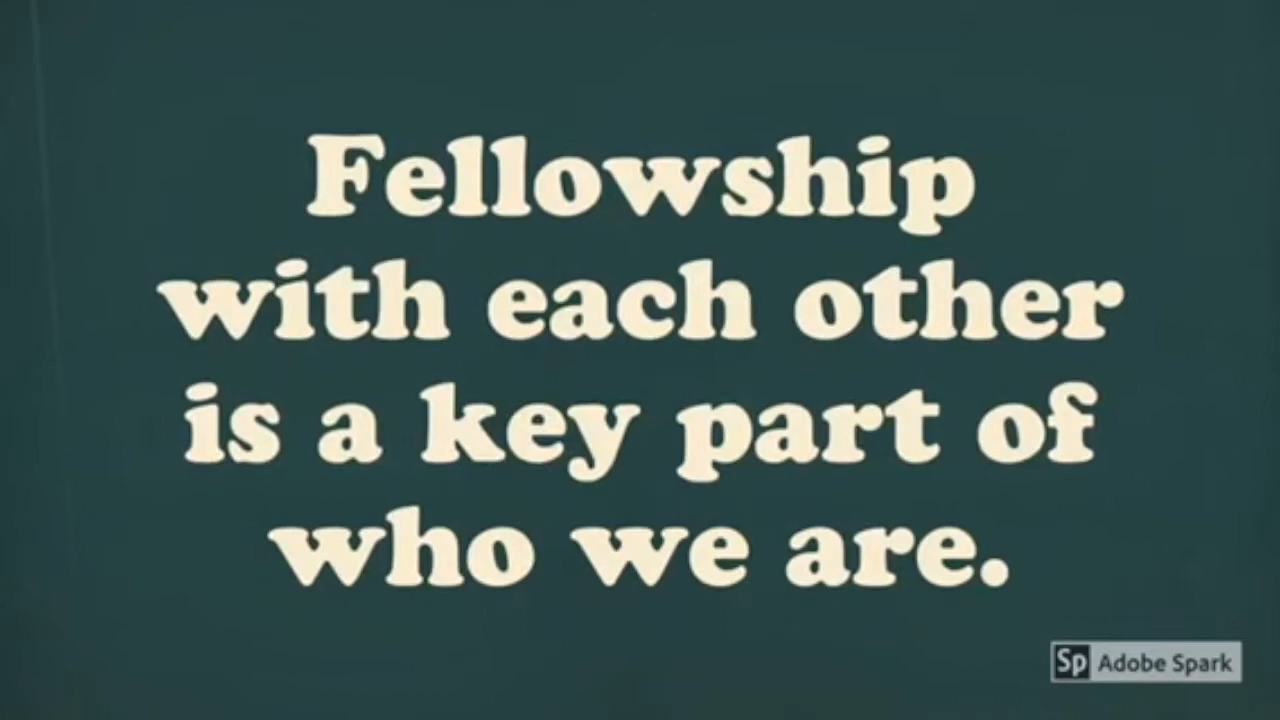 Fellowship
with each other
is a key part of
who we are.
Sp Adobe Spark